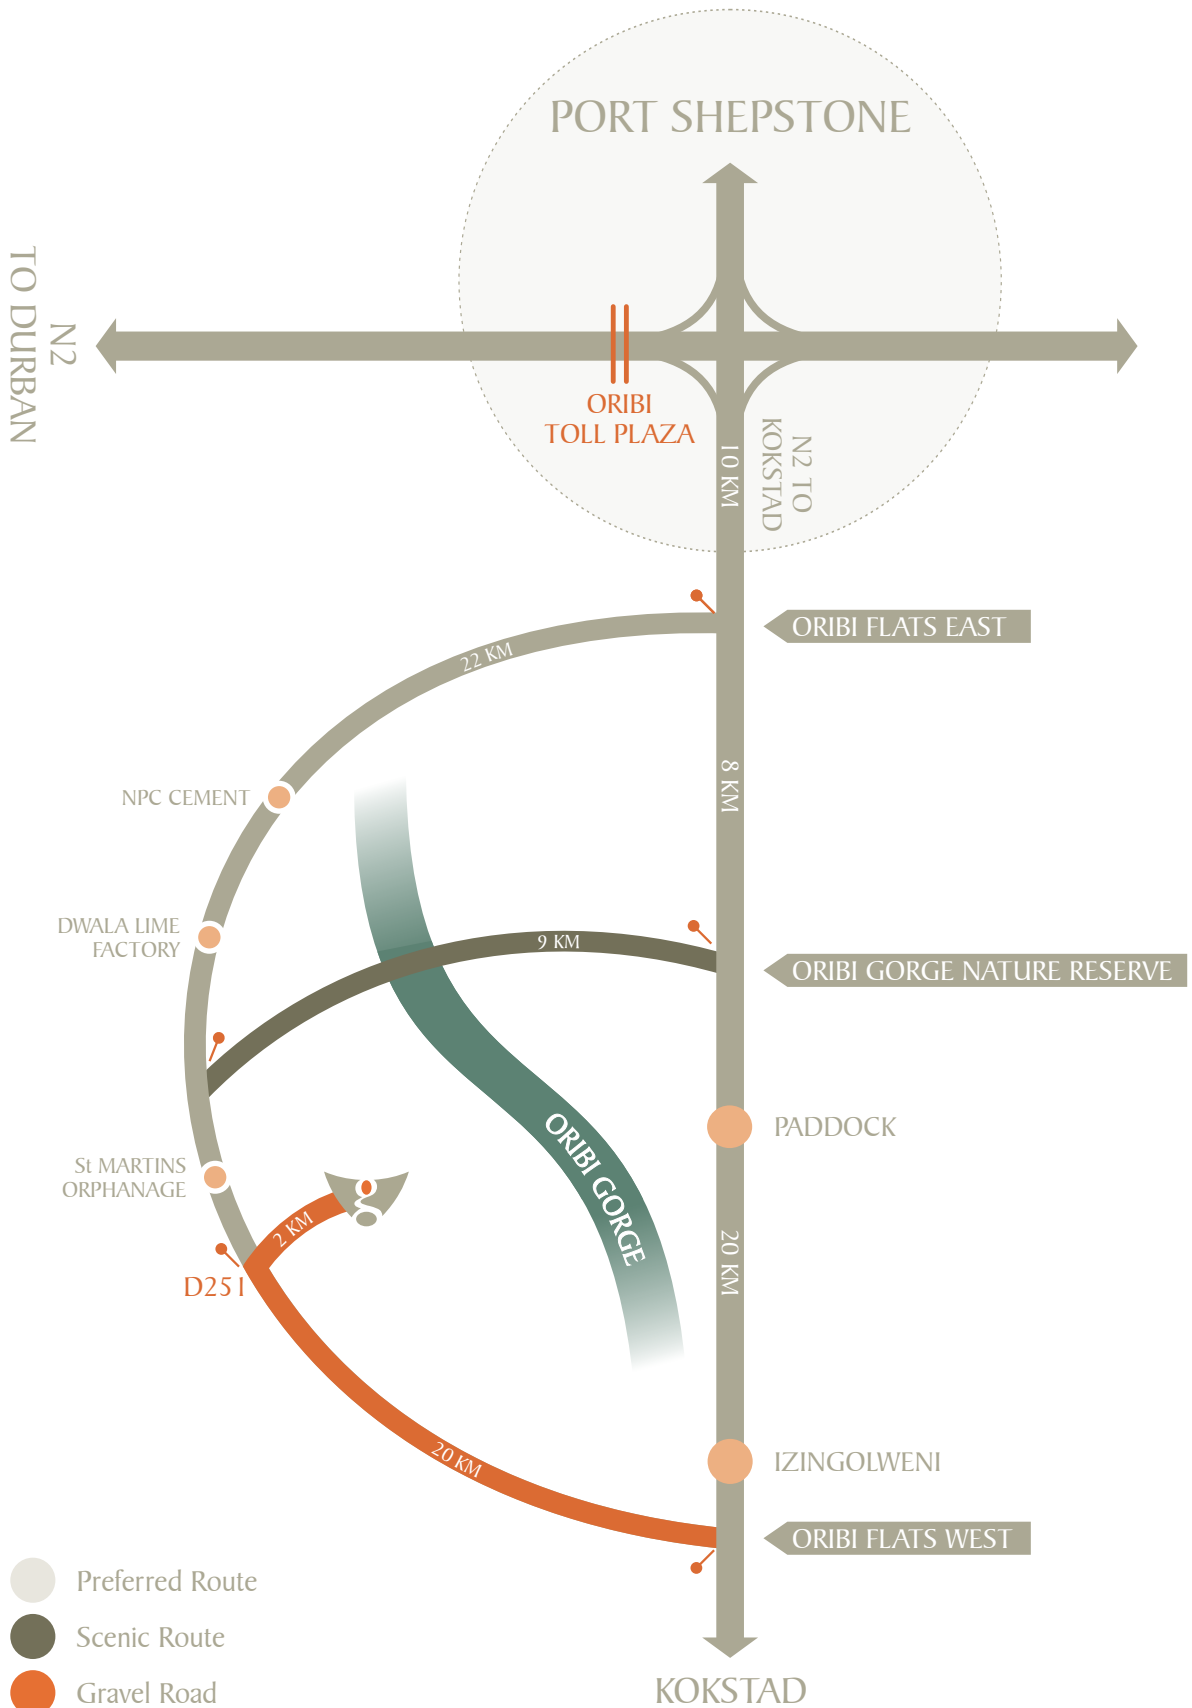 PORT SHEPSTONE
N2
TO DURBAN
ORIBI
TOLL PLAZA
N2 TO
KOKSTAD
10 KM
ORIBI FLATS EAST
22 KM
8 KM
NPC CEMENT
DWALA LIME
FACTORY
9 KM
ORIBI GORGE NATURE RESERVE
PADDOCK
ORIBI GORGE
St MARTINS
ORPHANAGE
g
2 KM
20 KM
D251
20 KM
IZINGOLWENI
ORIBI FLATS WEST
Preferred Route
Scenic Route
Gravel Road
KOKSTAD